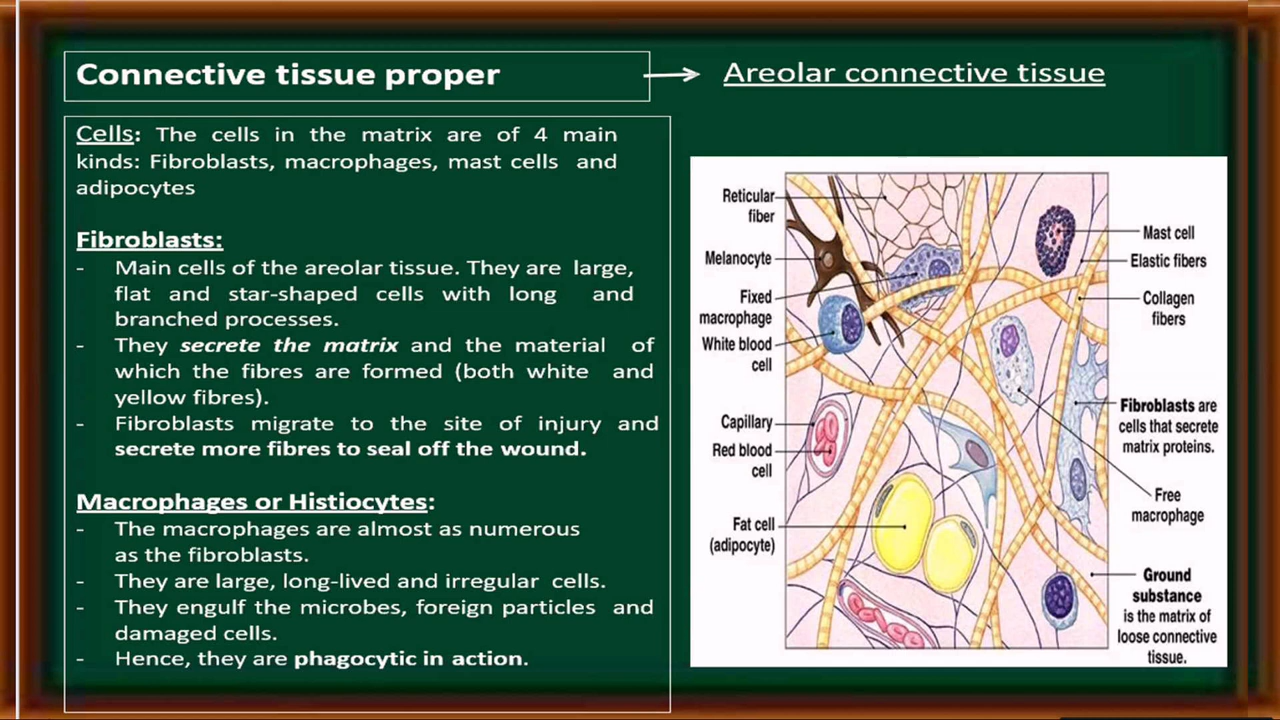 Connective tissue proper
Areolar connective tissue
Cells: The cells in the matrix are of 4 main
kinds: Fibroblasts, macrophages, mast cells and
adipocytes
Fibroblasts:
- Main cells of the areolar tissue. They are large,
flat and star-shaped cells with long and
branched processes.
- They secrete the matrix and the material of
which the fibres are formed (both white and
yellow fibres).
- Fibroblasts migrate to the site of injury and
secrete more fibres to seal off the wound.
Macrophages or Histiocytes:
- The macrophages are almost as numerous
as the fibroblasts.
- They are large, long-lived and irregular cells.
- They engulf the microbes, foreign particles and
damaged cells.
- Hence, they are phagocytic in action.
Reticular
fiber
Melanocyte
Fixed
macrophage
White blood
cell
Capillary
Red blood
cell
Fat cell
(adipocyte)
Mast cell
Elastic fibers
Collagen
fibers
Fibroblasts are
cells that secrete
matrix proteins.
Free
macrophage
Ground
substance
is the matrix of
loose connective
tissue.